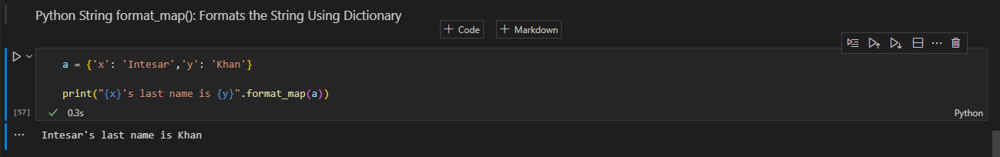 Python String format_map(): Formats the String Using Dictionary
+ Code + Markdown
a = {'x': 'Intesar','y': 'Khan'}
print("{x}'s last name is {y}".format_map(a))
[57] 0.3s Python
... Intesar's last name is Khan